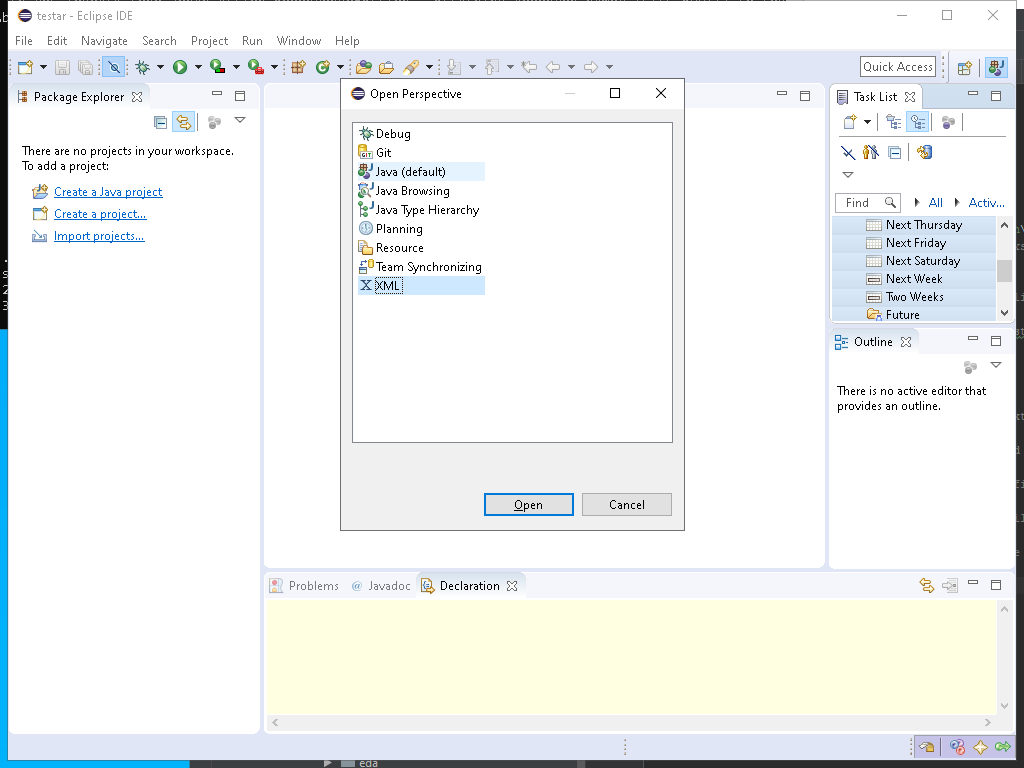 testar - Eclipse IDE
File Edit Navigate Search Project Run Window Help
Quick Access
Package Explorer
There are no projects in your workspace.
To add a project:
Create a Java project
Create a project...
Import projects...
Open Perspective
Debug
GIT Git
Java (default)
Java Browsing
Java Type Hierarchy
Planning
Resource
Team Synchronizing
X XML
Open Cancel
Task List
Find All Activ...
Next Thursday
Next Friday
Next Saturday
Next Week
Two Weeks
Future
Outline
There is no active editor that
provides an outline.
Problems @ Javadoc Declaration
eda